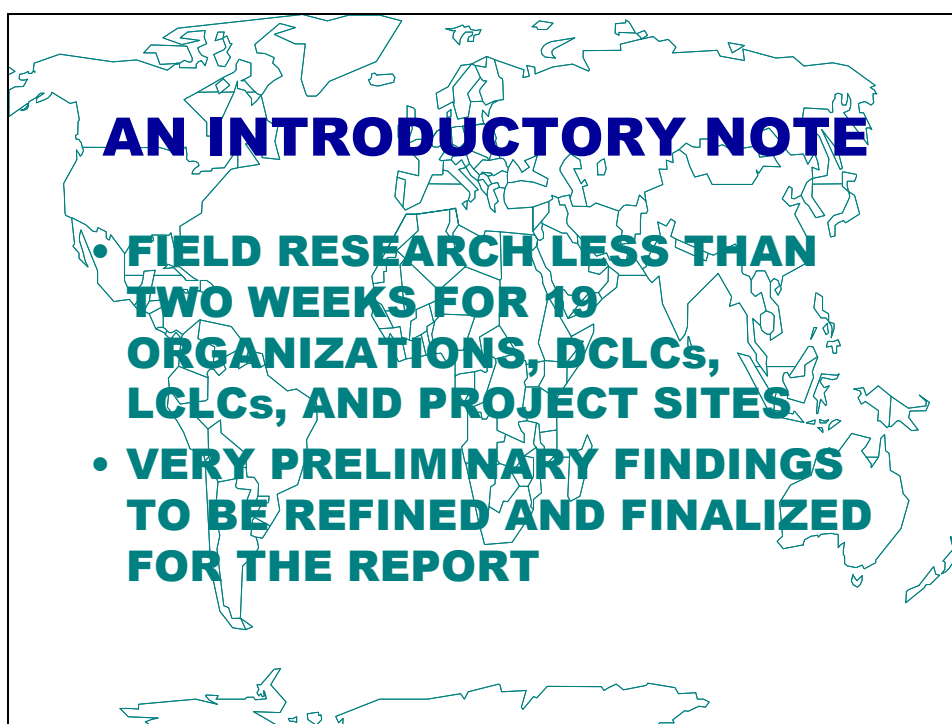 AN INTRODUCTORY NOTE
• FIELD RESEARCH LESS THAN
TWO WEEKS FOR 19
ORGANIZATIONS, DCLCs,
LCLCs, AND PROJECT SITES
• VERY PRELIMINARY FINDINGS
TO BE REFINED AND FINALIZED
FOR THE REPORT